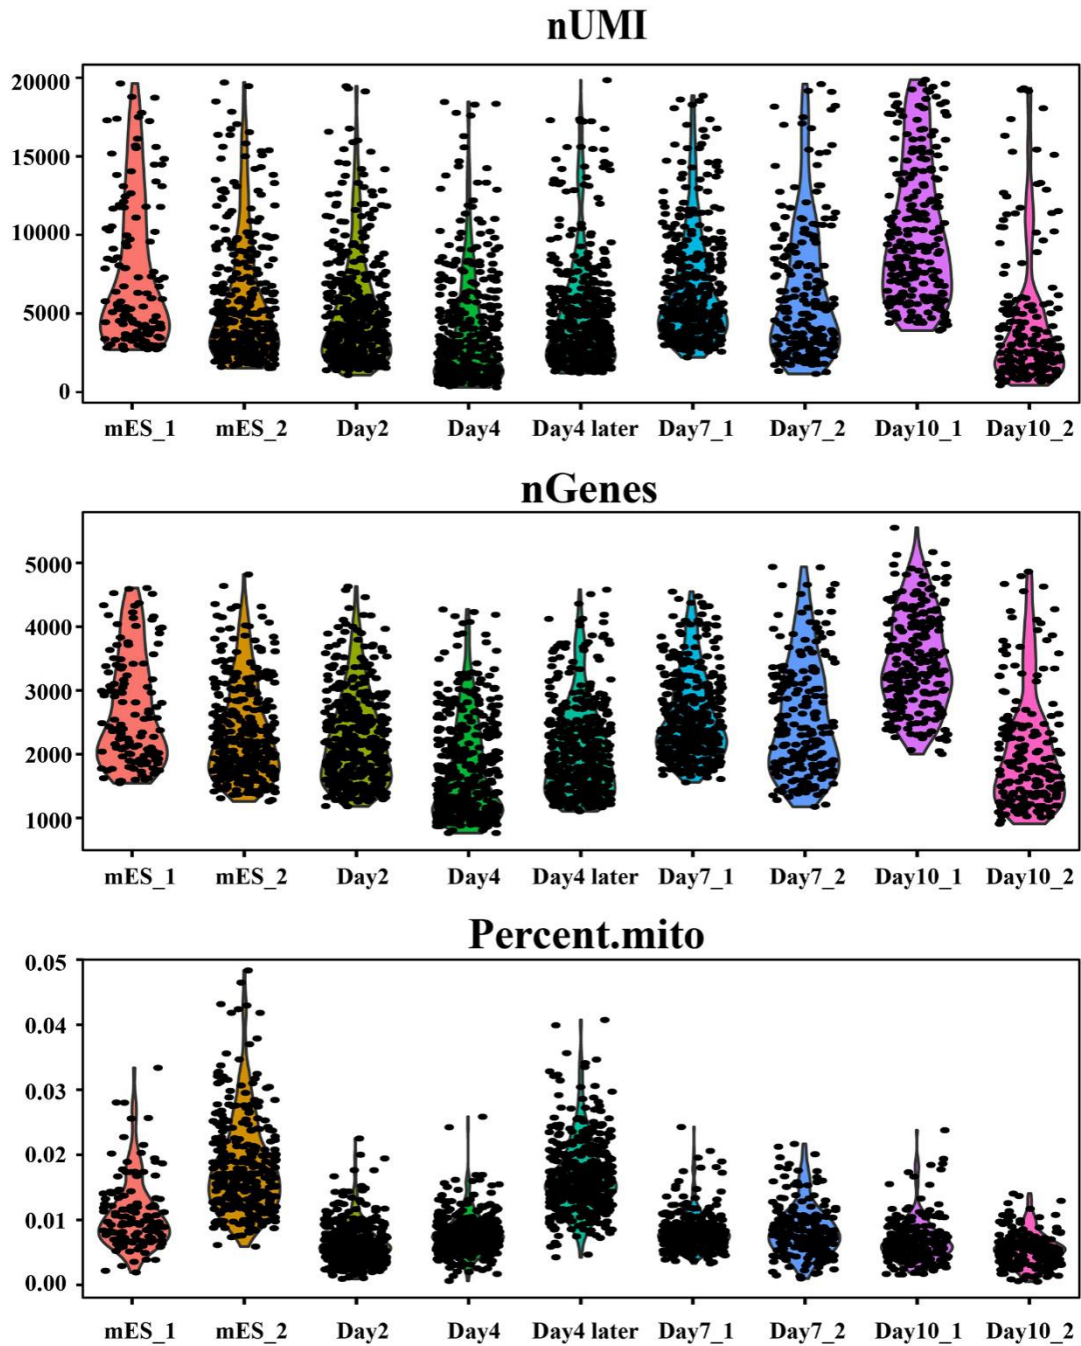 nUMI
20000
15000
10000
5000
0
mES_1 mES_2 Day2 Day4 Day4 later Day7_1 Day7_2 Day10_1 Day10_2
nGenes
5000
4000
3000
2000
1000
mES_1 mES_2 Day2 Day4 Day4 later Day7_1 Day7_2 Day10_1 Day10_2
Percent.mito
0.05
0.04
0.03
0.02
0.01
0.00
mES_1 mES_2 Day2 Day4 Day4 later Day7_1 Day7_2 Day10_1 Day10_2